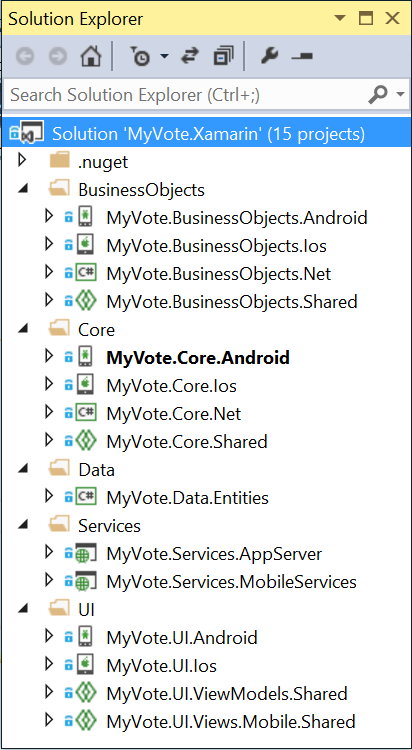 Solution Explorer
Search Solution Explorer (Ctrl+;)
Solution 'MyVote.Xamarin' (15 projects)
.nuget
BusinessObjects
MyVote.BusinessObjects.Android
MyVote.BusinessObjects.Ios
C# MyVote.BusinessObjects.Net
MyVote.BusinessObjects.Shared
Core
MyVote.Core.Android
MyVote.Core.Ios
C# MyVote.Core.Net
MyVote.Core.Shared
Data
C# MyVote.Data.Entities
Services
MyVote.Services.AppServer
MyVote.Services.MobileServices
UI
MyVote.UI.Android
MyVote.UI.Ios
MyVote.UI.ViewModels.Shared
MyVote.UI.Views.Mobile.Shared